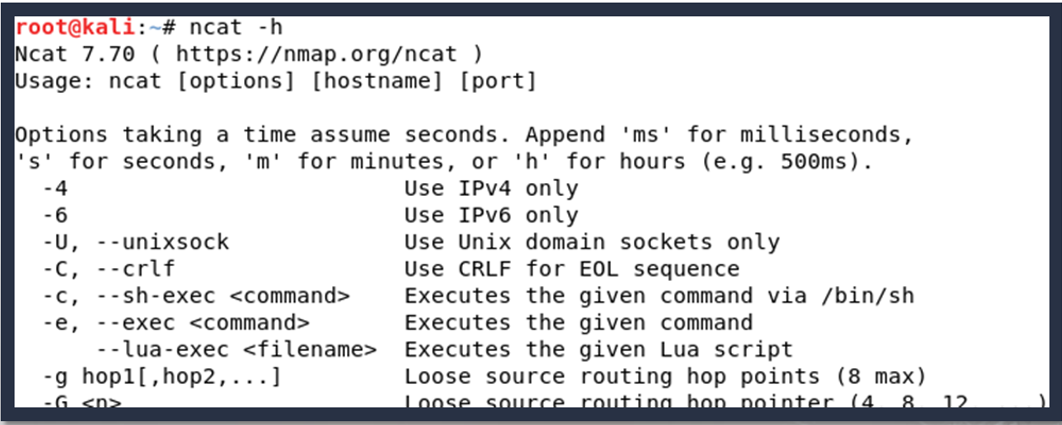 root@kali:~# ncat -h
Ncat 7.70 ( https://nmap.org/ncat )
Usage: ncat [options] [hostname] [port]

Options taking a time assume seconds. Append 'ms' for milliseconds,
's' for seconds, 'm' for minutes, or 'h' for hours (e.g. 500ms).
  -4                         Use IPv4 only
  -6                         Use IPv6 only
  -U, --unixsock             Use Unix domain sockets only
  -C, --crlf                 Use CRLF for EOL sequence
  -c, --sh-exec <command>    Executes the given command via /bin/sh
  -e, --exec <command>       Executes the given command
      --lua-exec <filename>  Executes the given Lua script
  -g hop1[,hop2,...]         Loose source routing hop points (8 max)
  -G <n>                     Loose source routing hop pointer (4, 8, 12, ...)